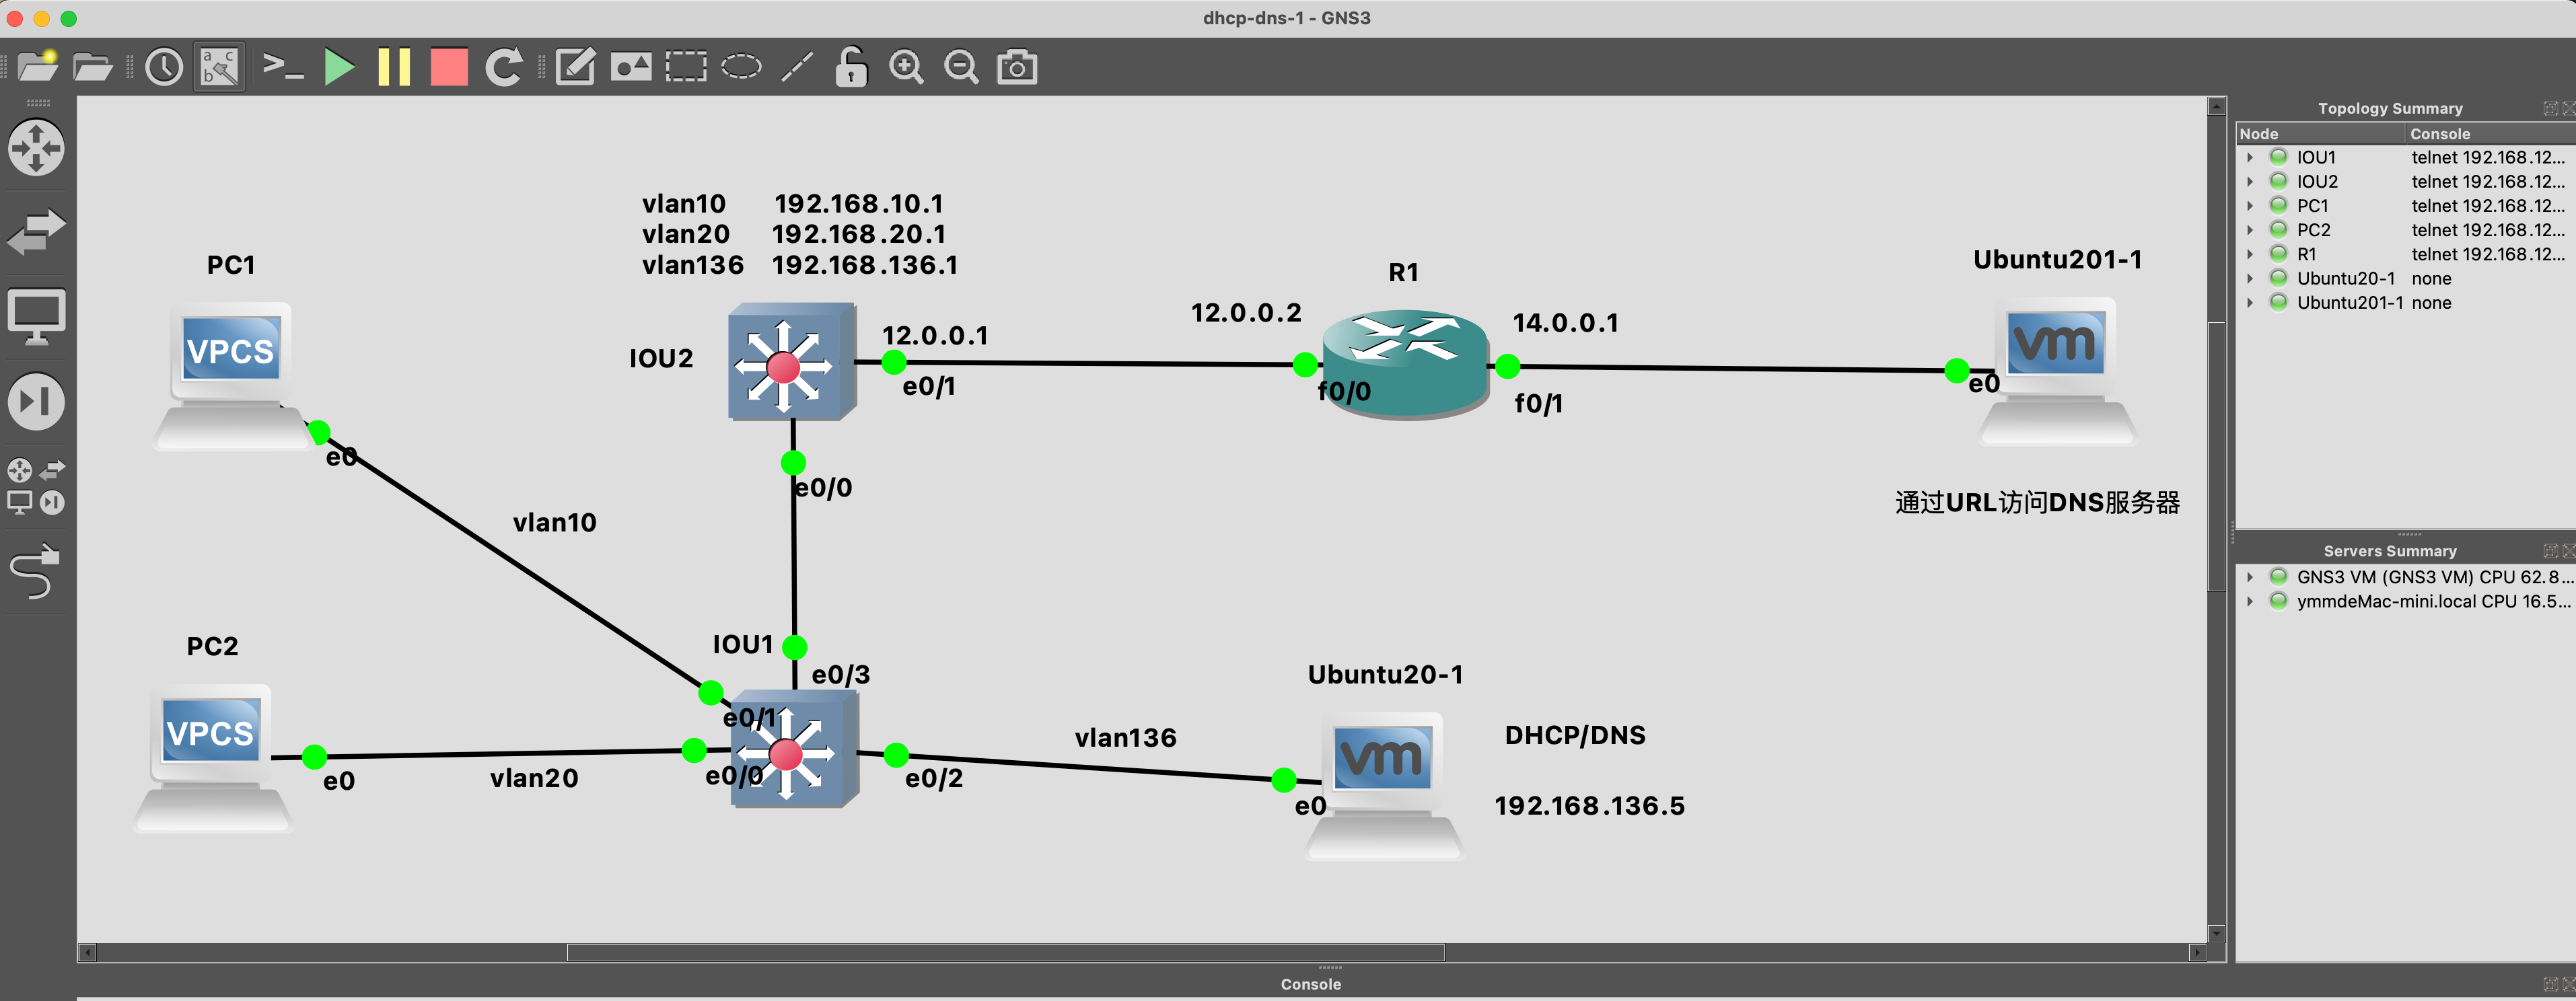 dhcp-dns-1 - GNS3
Topology Summary
Node Console
IOU1 telnet 192.168.12...
IOU2 telnet 192.168.12...
PC1 telnet 192.168.12...
PC2 telnet 192.168.12...
R1 telnet 192.168.12...
Ubuntu20-1 none
Ubuntu201-1 none
Servers Summary
GNS3 VM (GNS3 VM) CPU 62.8...
ymmdeMac-mini.local CPU 16.5...
a c
b
vlan10 192.168.10.1
vlan20 192.168.20.1
vlan136 192.168.136.1
PC1
VPCS
e0
IOU2
12.0.0.1
e0/1
e0/0
R1
12.0.0.2
f0/0
14.0.0.1
f0/1
Ubuntu201-1
vm
e0
通过URL访问DNS服务器
vlan10
PC2
VPCS
e0
vlan20
IOU1
e0/3
e0/1
e0/0
e0/2
vlan136
Ubuntu20-1
vm
e0
DHCP/DNS
192.168.136.5
Console